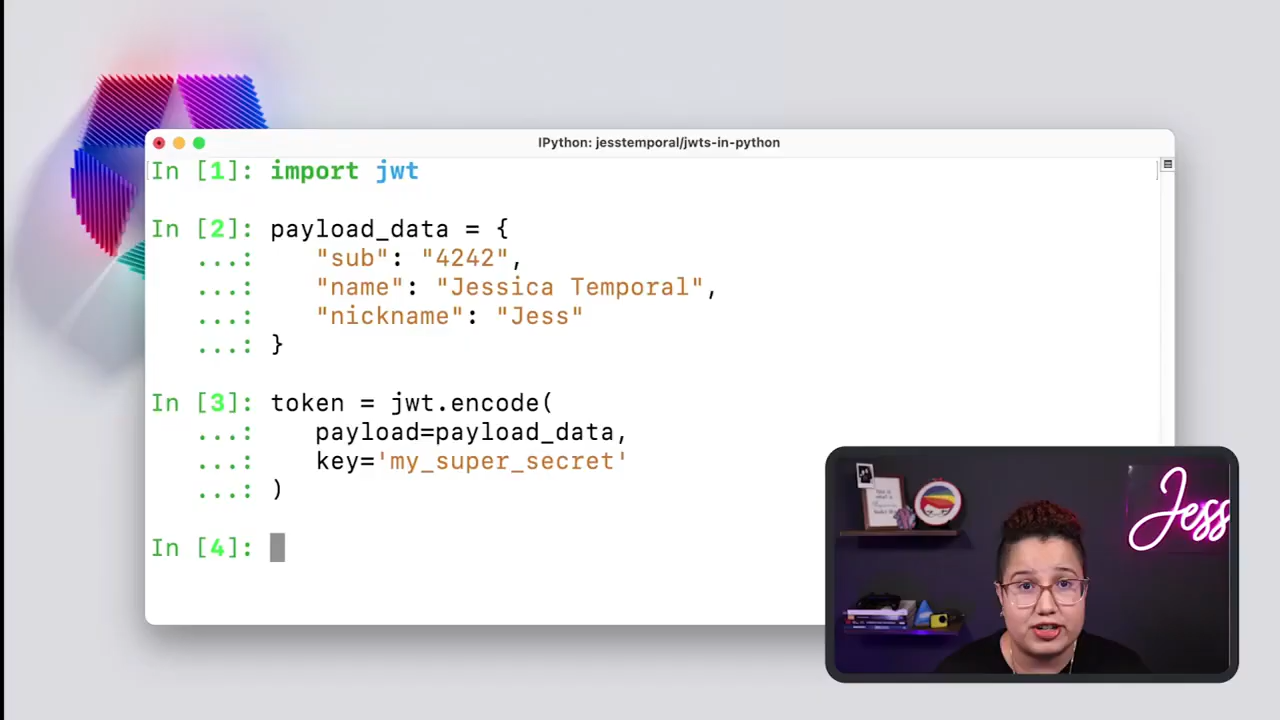 IPython: jesstemporal/jwts-in-python
In [1]: import jwt
In [2]: payload_data = {
...: "sub": "4242",
...: "name": "Jessica Temporal",
...: "nickname": "Jess"
...: }
In [3]: token = jwt.encode(
...: payload=payload_data,
...: key='my_super_secret'
...: )
In [4]:
Jess